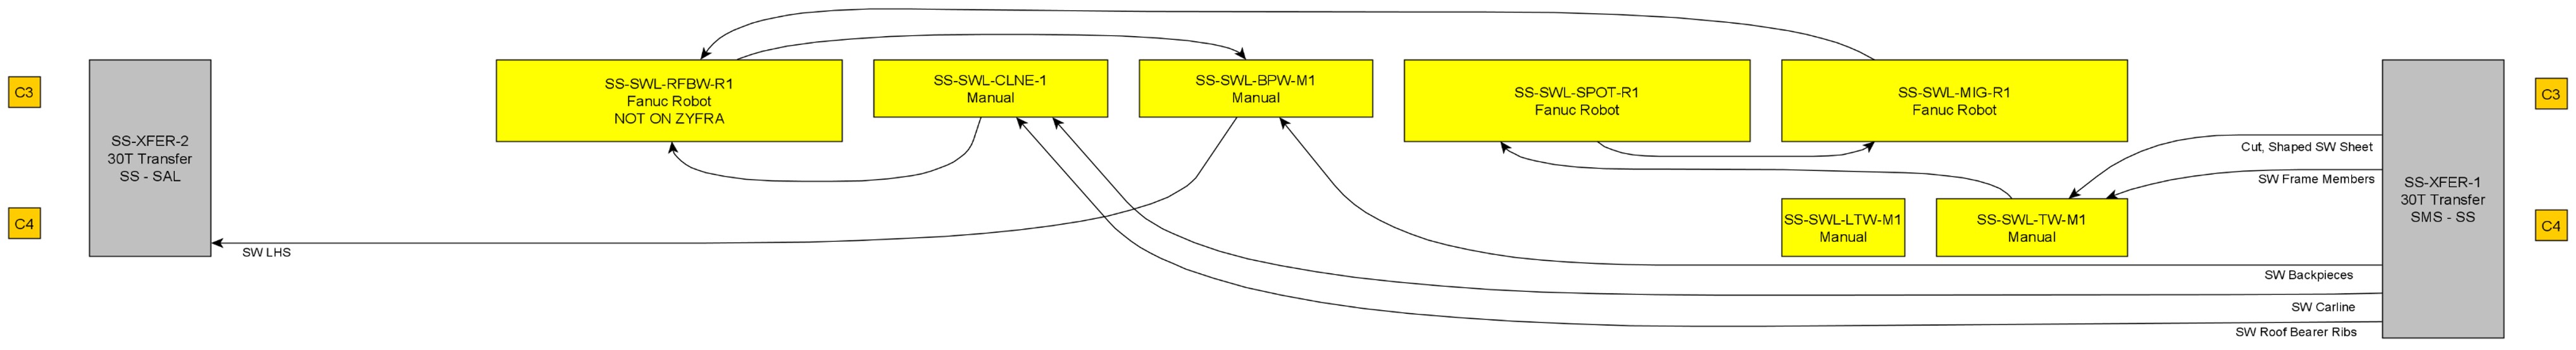 C3
C4
SS-XFER-2
30T Transfer
SS - SAL
SW LHS
SS-SWL-RFBW-R1
Fanuc Robot
NOT ON ZYFRA
SS-SWL-CLNE-1
Manual
SS-SWL-BPW-M1
Manual
SS-SWL-SPOT-R1
Fanuc Robot
SS-SWL-MIG-R1
Fanuc Robot
SS-SWL-LTW-M1
Manual
SS-SWL-TW-M1
Manual
Cut, Shaped SW Sheet
SW Frame Members
SW Backpieces
SW Carline
SW Roof Bearer Ribs
SS-XFER-1
30T Transfer
SMS - SS
C3
C4